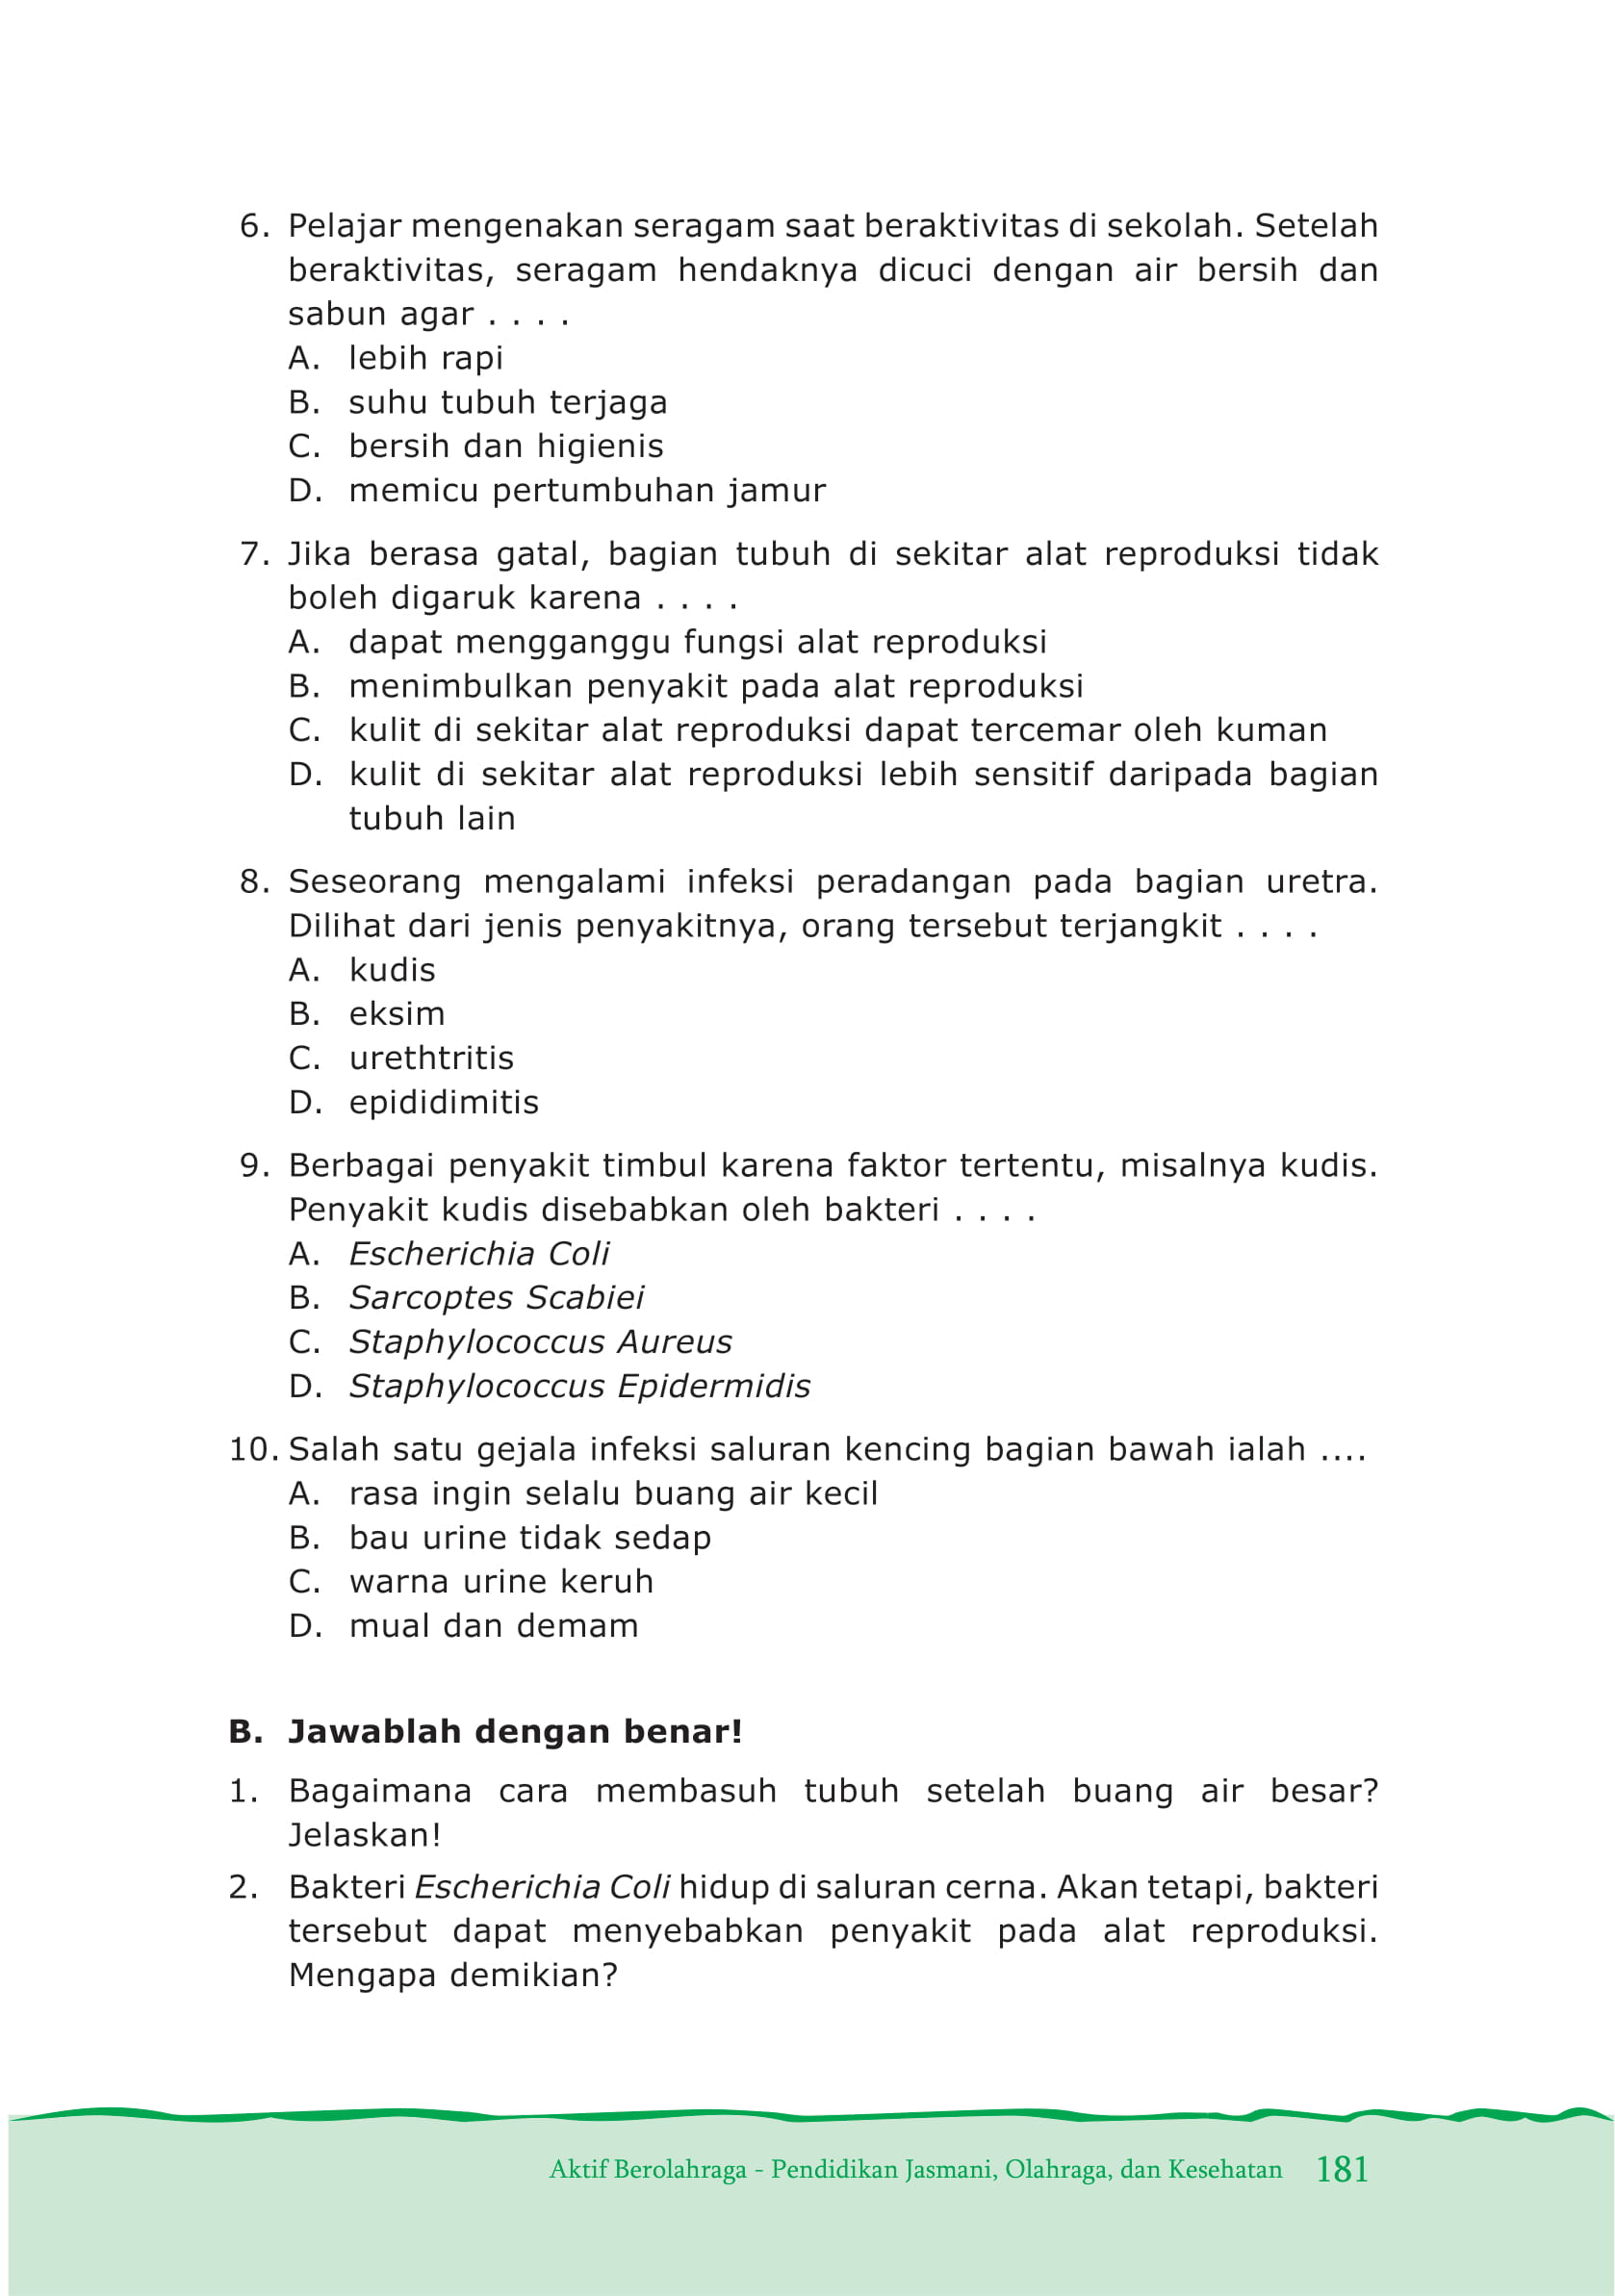 6. Pelajar mengenakan seragam saat beraktivitas di sekolah. Setelah
beraktivitas, seragam hendaknya dicuci dengan air bersih dan
sabun agar . . . .
A. lebih rapi
B. suhu tubuh terjaga
C. bersih dan higienis
D. memicu pertumbuhan jamur
7. Jika berasa gatal, bagian tubuh di sekitar alat reproduksi tidak
boleh digaruk karena . . . .
A. dapat mengganggu fungsi alat reproduksi
B. menimbulkan penyakit pada alat reproduksi
C. kulit di sekitar alat reproduksi dapat tercemar oleh kuman
D. kulit di sekitar alat reproduksi lebih sensitif daripada bagian
tubuh lain
8. Seseorang mengalami infeksi peradangan pada bagian uretra.
Dilihat dari jenis penyakitnya, orang tersebut terjangkit . . . .
A. kudis
B. eksim
C. urethtritis
D. epididimitis
9. Berbagai penyakit timbul karena faktor tertentu, misalnya kudis.
Penyakit kudis disebabkan oleh bakteri . . . .
A. Escherichia Coli
B. Sarcoptes Scabiei
C. Staphylococcus Aureus
D. Staphylococcus Epidermidis
10. Salah satu gejala infeksi saluran kencing bagian bawah ialah ....
A. rasa ingin selalu buang air kecil
B. bau urine tidak sedap
C. warna urine keruh
D. mual dan demam
B. Jawablah dengan benar!
1. Bagaimana cara membasuh tubuh setelah buang air besar?
Jelaskan!
2. Bakteri Escherichia Coli hidup di saluran cerna. Akan tetapi, bakteri
tersebut dapat menyebabkan penyakit pada alat reproduksi.
Mengapa demikian?
Aktif Berolahraga - Pendidikan Jasmani, Olahraga, dan Kesehatan 181